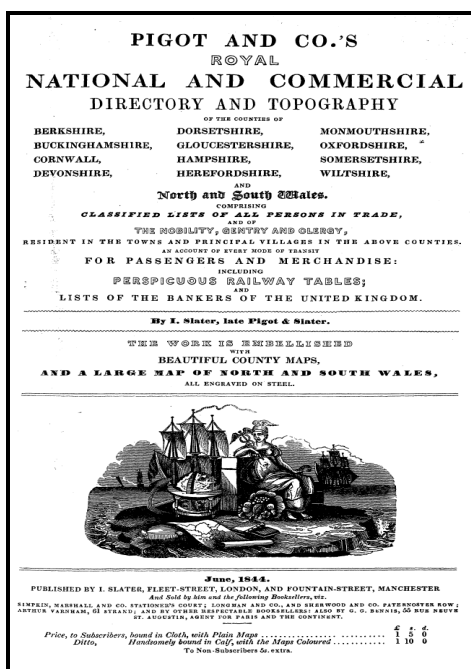 PIGOT AND CO.'S
ROYAL
NATIONAL AND COMMERCIAL
DIRECTORY AND TOPOGRAPHY
OF THE COUNTIES OF
BERKSHIRE, DORSETSHIRE, MONMOUTHSHIRE,
BUCKINGHAMSHIRE, GLOUCESTERSHIRE, OXFORDSHIRE,
CORNWALL, HAMPSHIRE, SOMERSETSHIRE,
DEVONSHIRE, HEREFORDSHIRE, WILTSHIRE,
AND
North and South Wales.
COMPRISING
CLASSIFIED LISTS OF ALL PERSONS IN TRADE,
AND OF
THE NOBILITY, GENTRY AND CLERGY,
RESIDENT IN THE TOWNS AND PRINCIPAL VILLAGES IN THE ABOVE COUNTIES.
AN ACCOUNT OF EVERY MODE OF TRANSIT
FOR PASSENGERS AND MERCHANDISE:
INCLUDING
PERSPICUOUS RAILWAY TABLES;
AND
LISTS OF THE BANKERS OF THE UNITED KINGDOM.
By I. Slater, late Pigot & Slater.
THE WORK IS EMBELLISHED
WITH
BEAUTIFUL COUNTY MAPS,
AND A LARGE MAP OF NORTH AND SOUTH WALES,
ALL ENGRAVED ON STEEL.
June, 1844.
PUBLISHED BY I. SLATER, FLEET-STREET, LONDON, AND FOUNTAIN-STREET, MANCHESTER
And Sold by him and the following Booksellers, viz.
SIMPKIN, MARSHALL AND CO. STATIONER'S COURT; LONGMAN AND CO., AND SHERWOOD AND CO. PATERNOSTER ROW;
ARTHUR VARNHAM, 61 STRAND; AND BY OTHER RESPECTABLE BOOKSELLERS: ALSO BY G. G. BENNIS, 55 RUE NEUVE
ST. AUGUSTIN, AGENT FOR PARIS AND THE CONTINENT.
£ s. d.
Price, to Subscribers, bound in Cloth, with Plain Maps .......... 1 5 0
Ditto, Handsomely bound in Calf, with the Maps Coloured .......... 1 10 0
To Non-Subscribers 5s. extra.